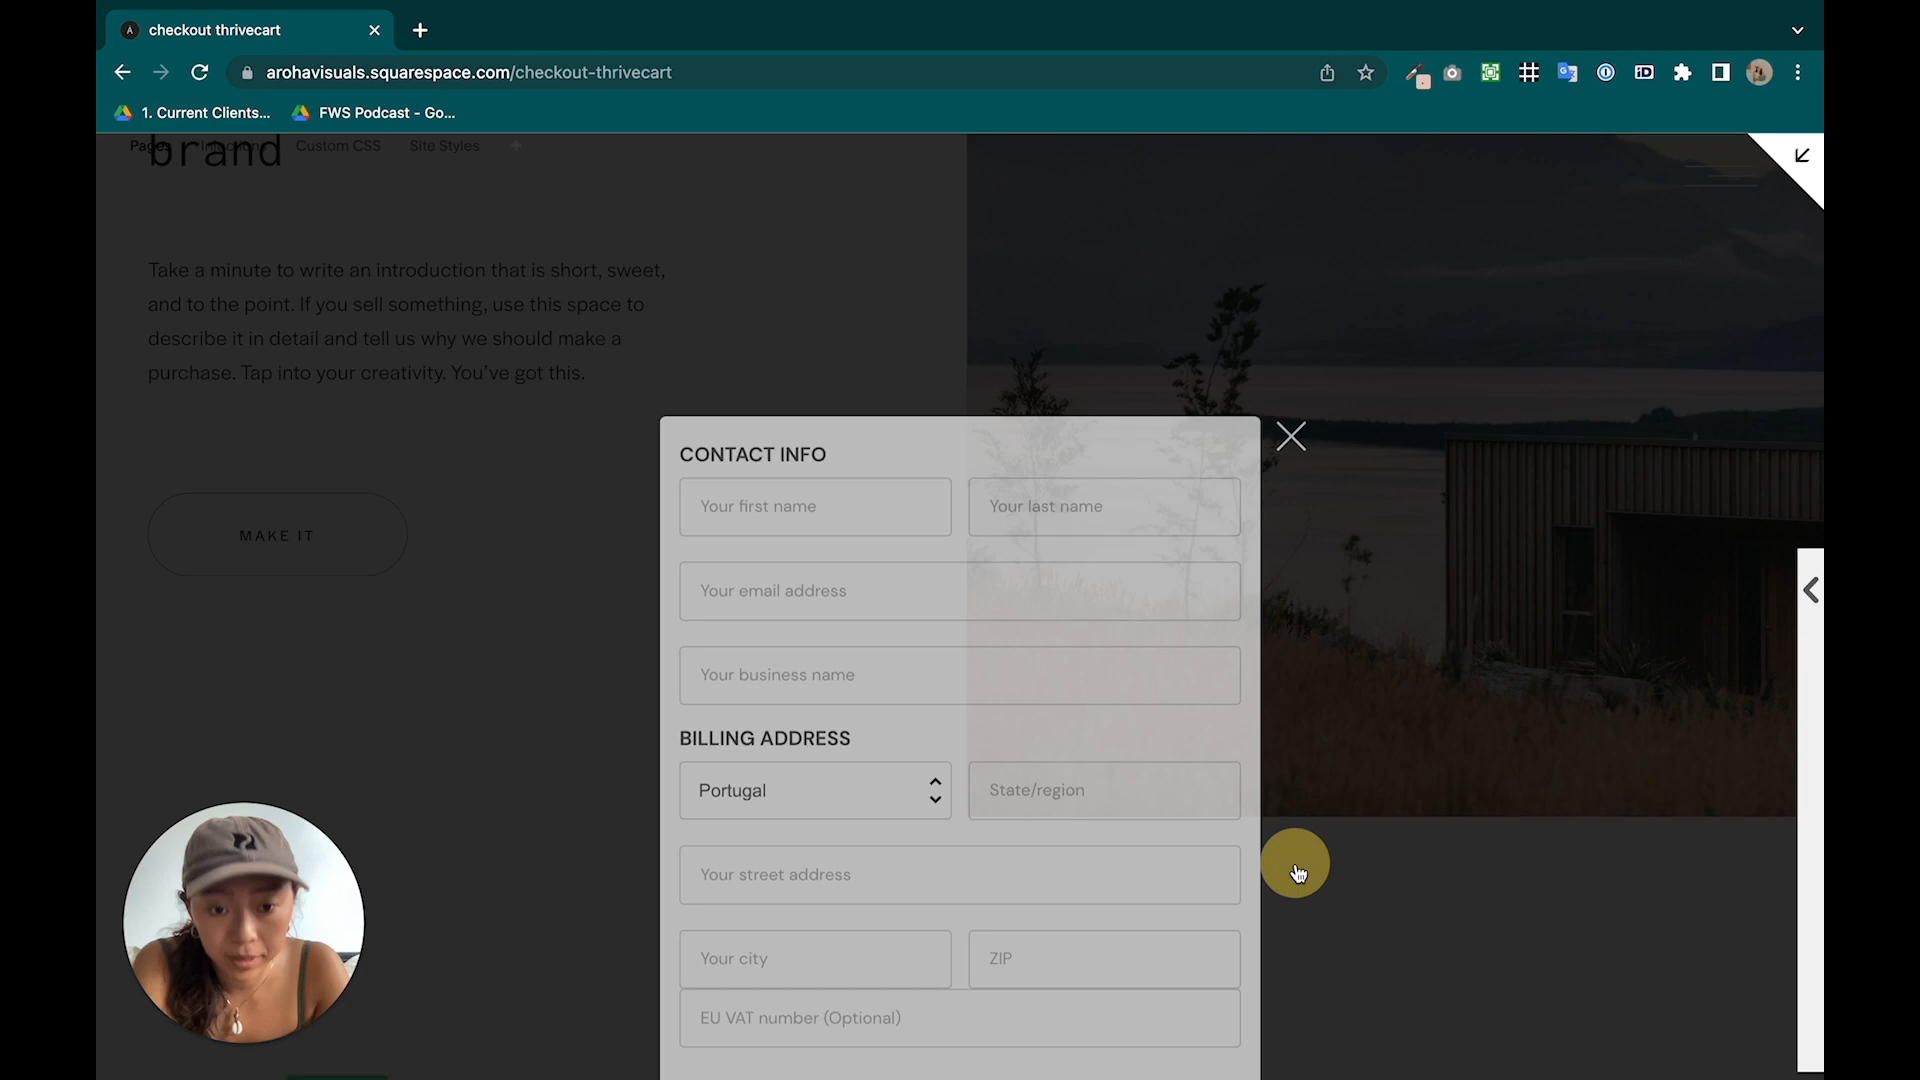 checkout thrivecart
arohavisuals.squarespace.com/checkout-thrivecart
1. Current Clients...
FWS Podcast - Go...
Pages
Custom CSS
Site Styles
brand
Take a minute to write an introduction that is short, sweet,
and to the point. If you sell something, use this space to
describe it in detail and tell us why we should make a
purchase. Tap into your creativity. You've got this.
MAKE IT
CONTACT INFO
Your first name
Your last name
Your email address
Your business name
BILLING ADDRESS
Portugal
State/region
Your street address
Your city
ZIP
EU VAT number (Optional)